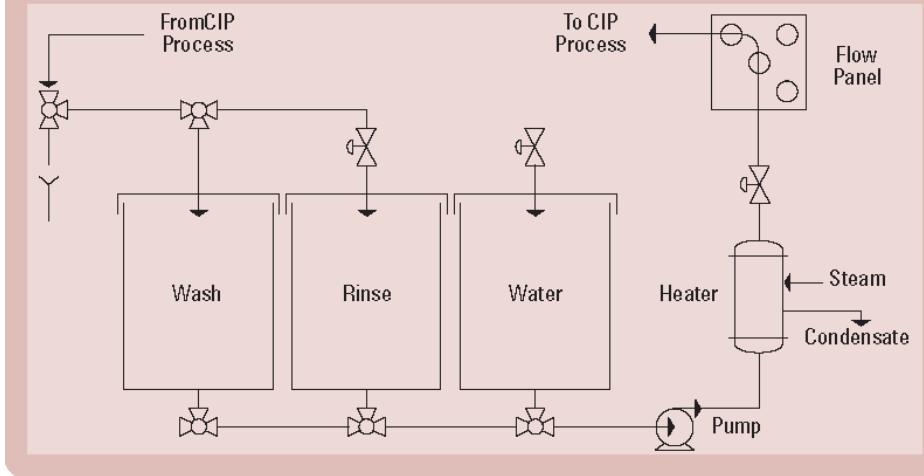 FromCIP
Process
To CIP
Process
Flow
Panel
Wash
Rinse
Water
Heater
Steam
Condensate
Pump